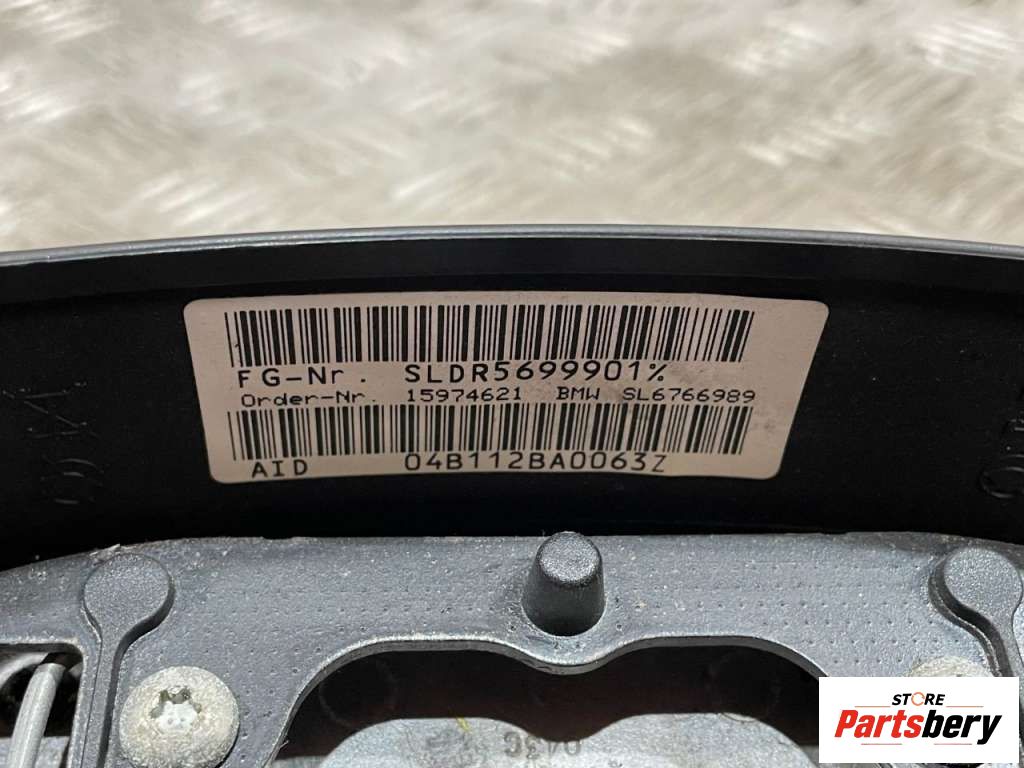 FG-Nr. SLDR5699901%
Order-Nr. 15974621 BMW SL6766989
AID 04B112BA0063Z
STORE
Partsbery